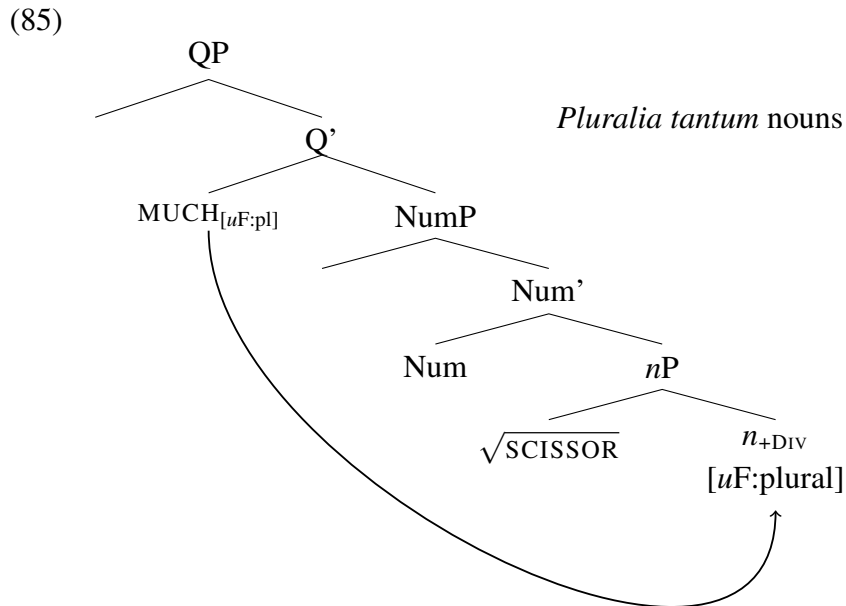 (85)
QP
Pluralia tantum nouns
Q’
MUCH[uF:pl]
NumP
Num’
Num
nP
√SCISSOR
n+DIV
[uF:plural]